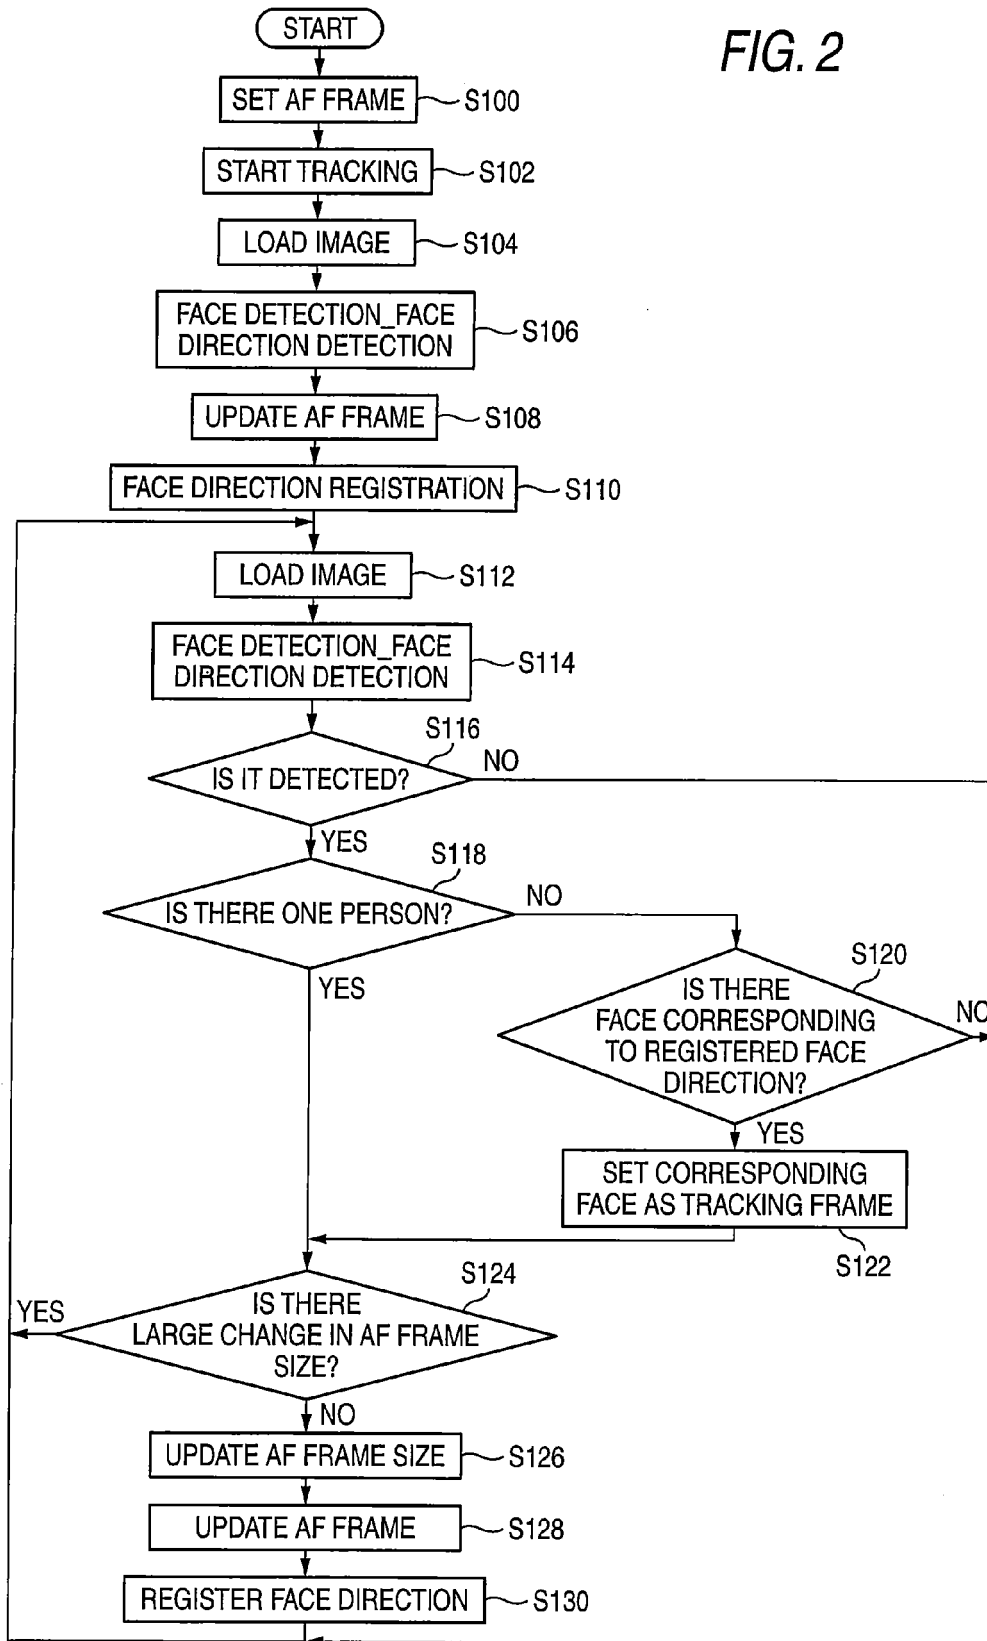 START
FIG. 2
SET AF FRAME
S100
START TRACKING
S102
LOAD IMAGE
S104
FACE DETECTION_FACE
DIRECTION DETECTION
S106
UPDATE AF FRAME
S108
FACE DIRECTION REGISTRATION
S110
LOAD IMAGE
S112
FACE DETECTION_FACE
DIRECTION DETECTION
S114
S116
IS IT DETECTED?
NO
YES
S118
IS THERE ONE PERSON?
NO
YES
S120
IS THERE
FACE CORRESPONDING
TO REGISTERED FACE
DIRECTION?
NO
YES
SET CORRESPONDING
FACE AS TRACKING FRAME
S122
S124
IS THERE
LARGE CHANGE IN AF FRAME
SIZE?
YES
NO
UPDATE AF FRAME SIZE
S126
UPDATE AF FRAME
S128
REGISTER FACE DIRECTION
S130